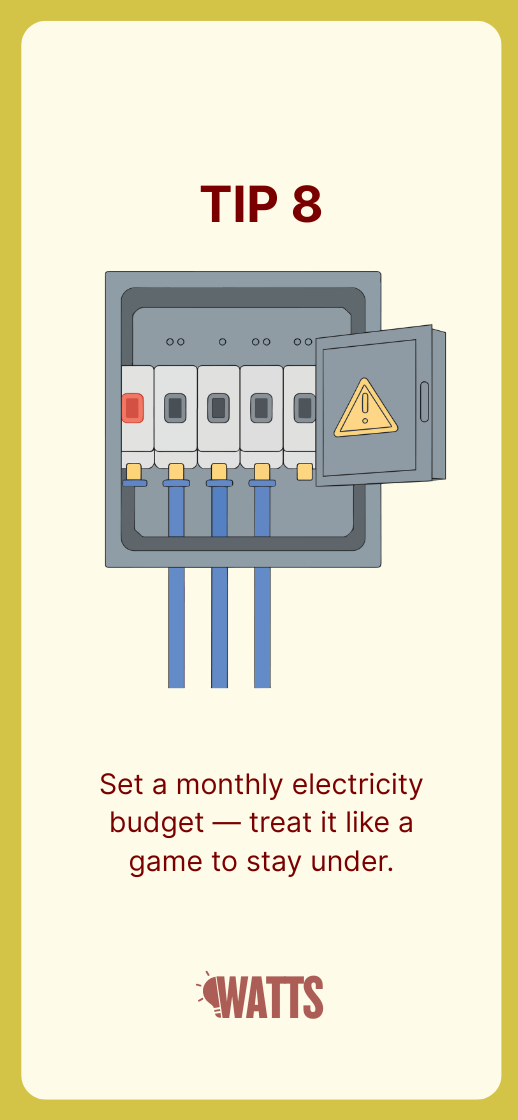 TIP 8
Set a monthly electricity
budget — treat it like a
game to stay under.
WATTS